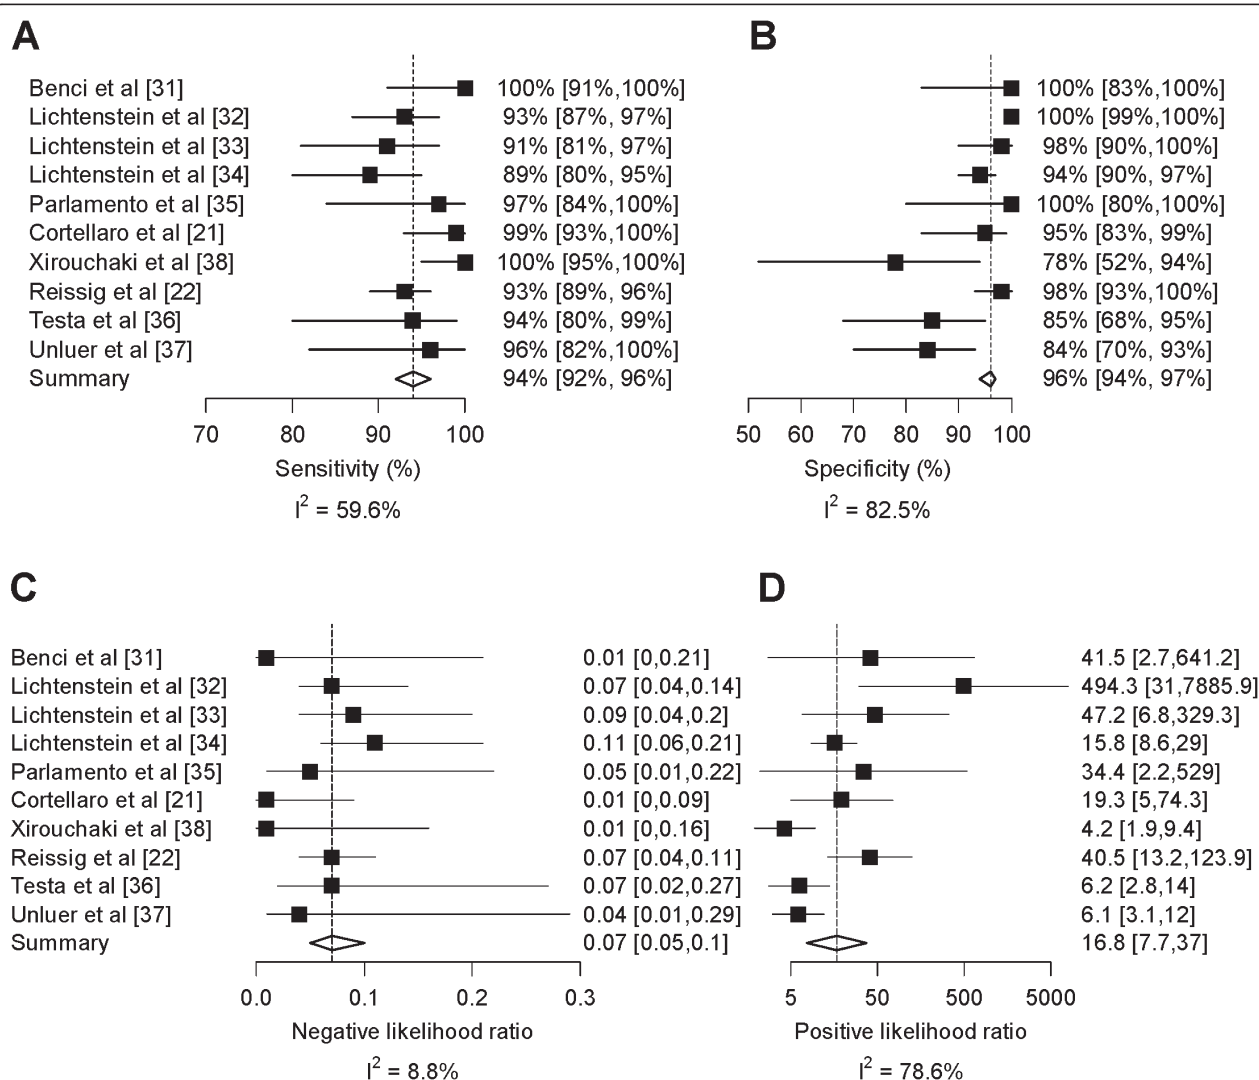 A
Benci et al [31] 100% [91%,100%]
Lichtenstein et al [32] 93% [87%, 97%]
Lichtenstein et al [33] 91% [81%, 97%]
Lichtenstein et al [34] 89% [80%, 95%]
Parlamento et al [35] 97% [84%,100%]
Cortellaro et al [21] 99% [93%,100%]
Xirouchaki et al [38] 100% [95%,100%]
Reissig et al [22] 93% [89%, 96%]
Testa et al [36] 94% [80%, 99%]
Unluer et al [37] 96% [82%,100%]
Summary 94% [92%, 96%]
70 80 90 100
Sensitivity (%)
I² = 59.6%
B
100% [83%,100%]
100% [99%,100%]
98% [90%,100%]
94% [90%, 97%]
100% [80%,100%]
95% [83%, 99%]
78% [52%, 94%]
98% [93%,100%]
85% [68%, 95%]
84% [70%, 93%]
96% [94%, 97%]
50 60 70 80 90 100
Specificity (%)
I² = 82.5%
C
Benci et al [31] 0.01 [0,0.21]
Lichtenstein et al [32] 0.07 [0.04,0.14]
Lichtenstein et al [33] 0.09 [0.04,0.2]
Lichtenstein et al [34] 0.11 [0.06,0.21]
Parlamento et al [35] 0.05 [0.01,0.22]
Cortellaro et al [21] 0.01 [0,0.09]
Xirouchaki et al [38] 0.01 [0,0.16]
Reissig et al [22] 0.07 [0.04,0.11]
Testa et al [36] 0.07 [0.02,0.27]
Unluer et al [37] 0.04 [0.01,0.29]
Summary 0.07 [0.05,0.1]
0.0 0.1 0.2 0.3
Negative likelihood ratio
I² = 8.8%
D
41.5 [2.7,641.2]
494.3 [31,7885.9]
47.2 [6.8,329.3]
15.8 [8.6,29]
34.4 [2.2,529]
19.3 [5,74.3]
4.2 [1.9,9.4]
40.5 [13.2,123.9]
6.2 [2.8,14]
6.1 [3.1,12]
16.8 [7.7,37]
5 50 500 5000
Positive likelihood ratio
I² = 78.6%